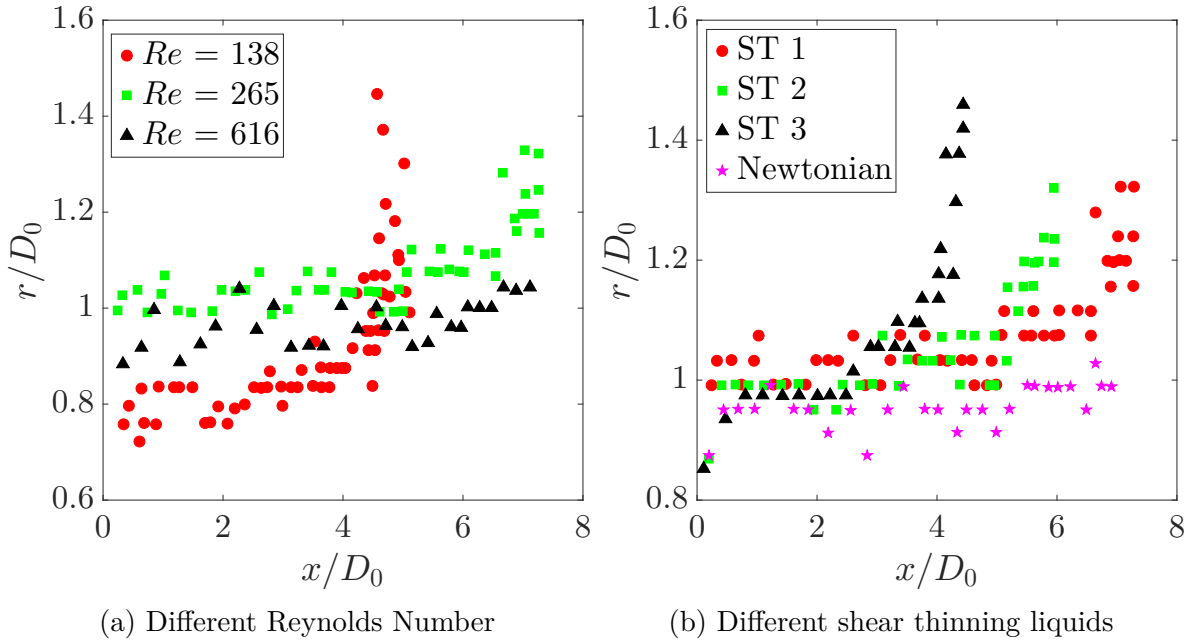 1.6
1.4
1.2
1
0.8
0.6
r/D₀
Re = 138
Re = 265
Re = 616
0
2
4
6
8
x/D₀
(a) Different Reynolds Number
1.6
1.4
1.2
1
0.8
r/D₀
ST 1
ST 2
ST 3
Newtonian
0
2
4
6
8
x/D₀
(b) Different shear thinning liquids